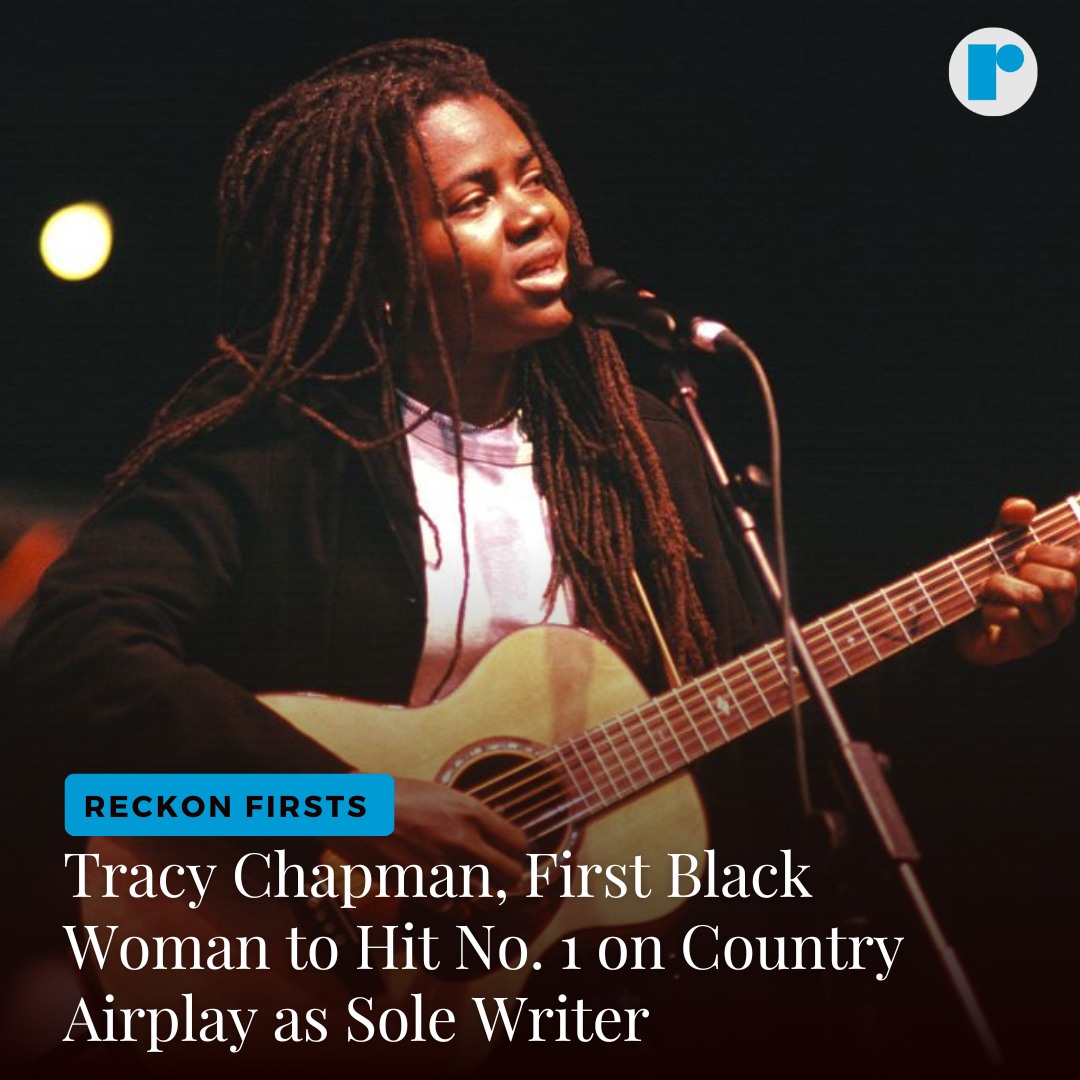 r
RECKON FIRSTS
Tracy Chapman, First Black
Woman to Hit No. 1 on Country
Airplay as Sole Writer